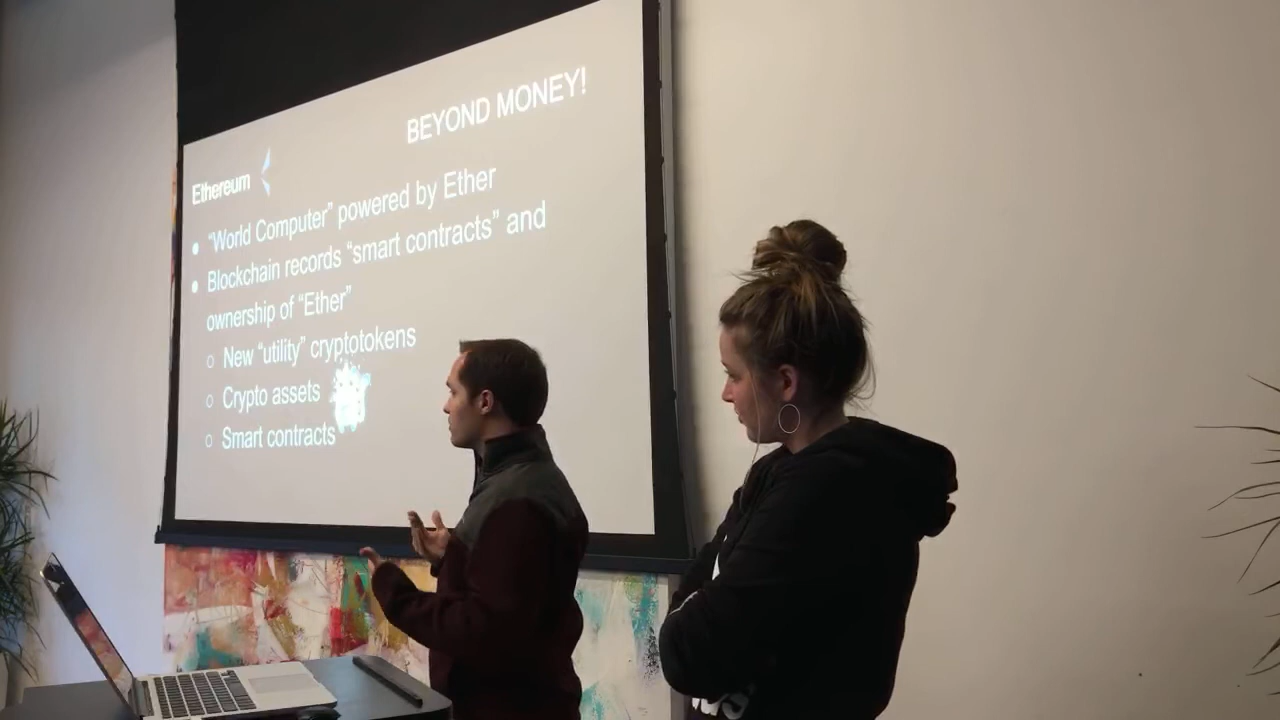 BEYOND MONEY!
Ethereum
● “World Computer” powered by Ether
● Blockchain records “smart contracts” and
ownership of “Ether”
○ New “utility” cryptotokens
○ Crypto assets
○ Smart contracts